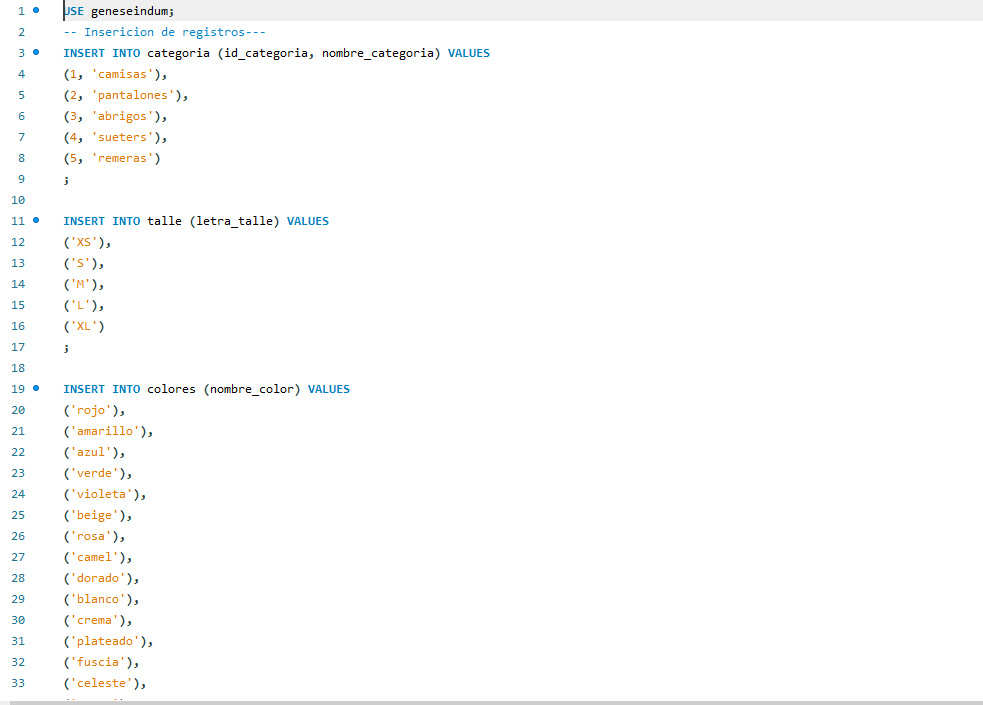 1 USE geneseindum;
2 -- Insericion de registros---
3 INSERT INTO categoria (id_categoria, nombre_categoria) VALUES
4 (1, 'camisas'),
5 (2, 'pantalones'),
6 (3, 'abrigos'),
7 (4, 'sueters'),
8 (5, 'remeras')
9 ;
10
11 INSERT INTO talle (letra_talle) VALUES
12 ('XS'),
13 ('S'),
14 ('M'),
15 ('L'),
16 ('XL')
17 ;
18
19 INSERT INTO colores (nombre_color) VALUES
20 ('rojo'),
21 ('amarillo'),
22 ('azul'),
23 ('verde'),
24 ('violeta'),
25 ('beige'),
26 ('rosa'),
27 ('camel'),
28 ('dorado'),
29 ('blanco'),
30 ('crema'),
31 ('plateado'),
32 ('fuscia'),
33 ('celeste'),